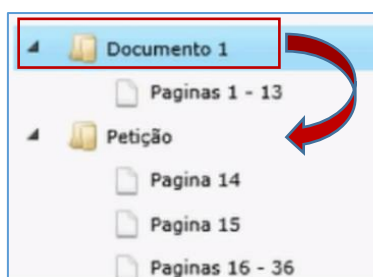 Documento 1
Paginas 1 - 13
Petição
Pagina 14
Pagina 15
Paginas 16 - 36